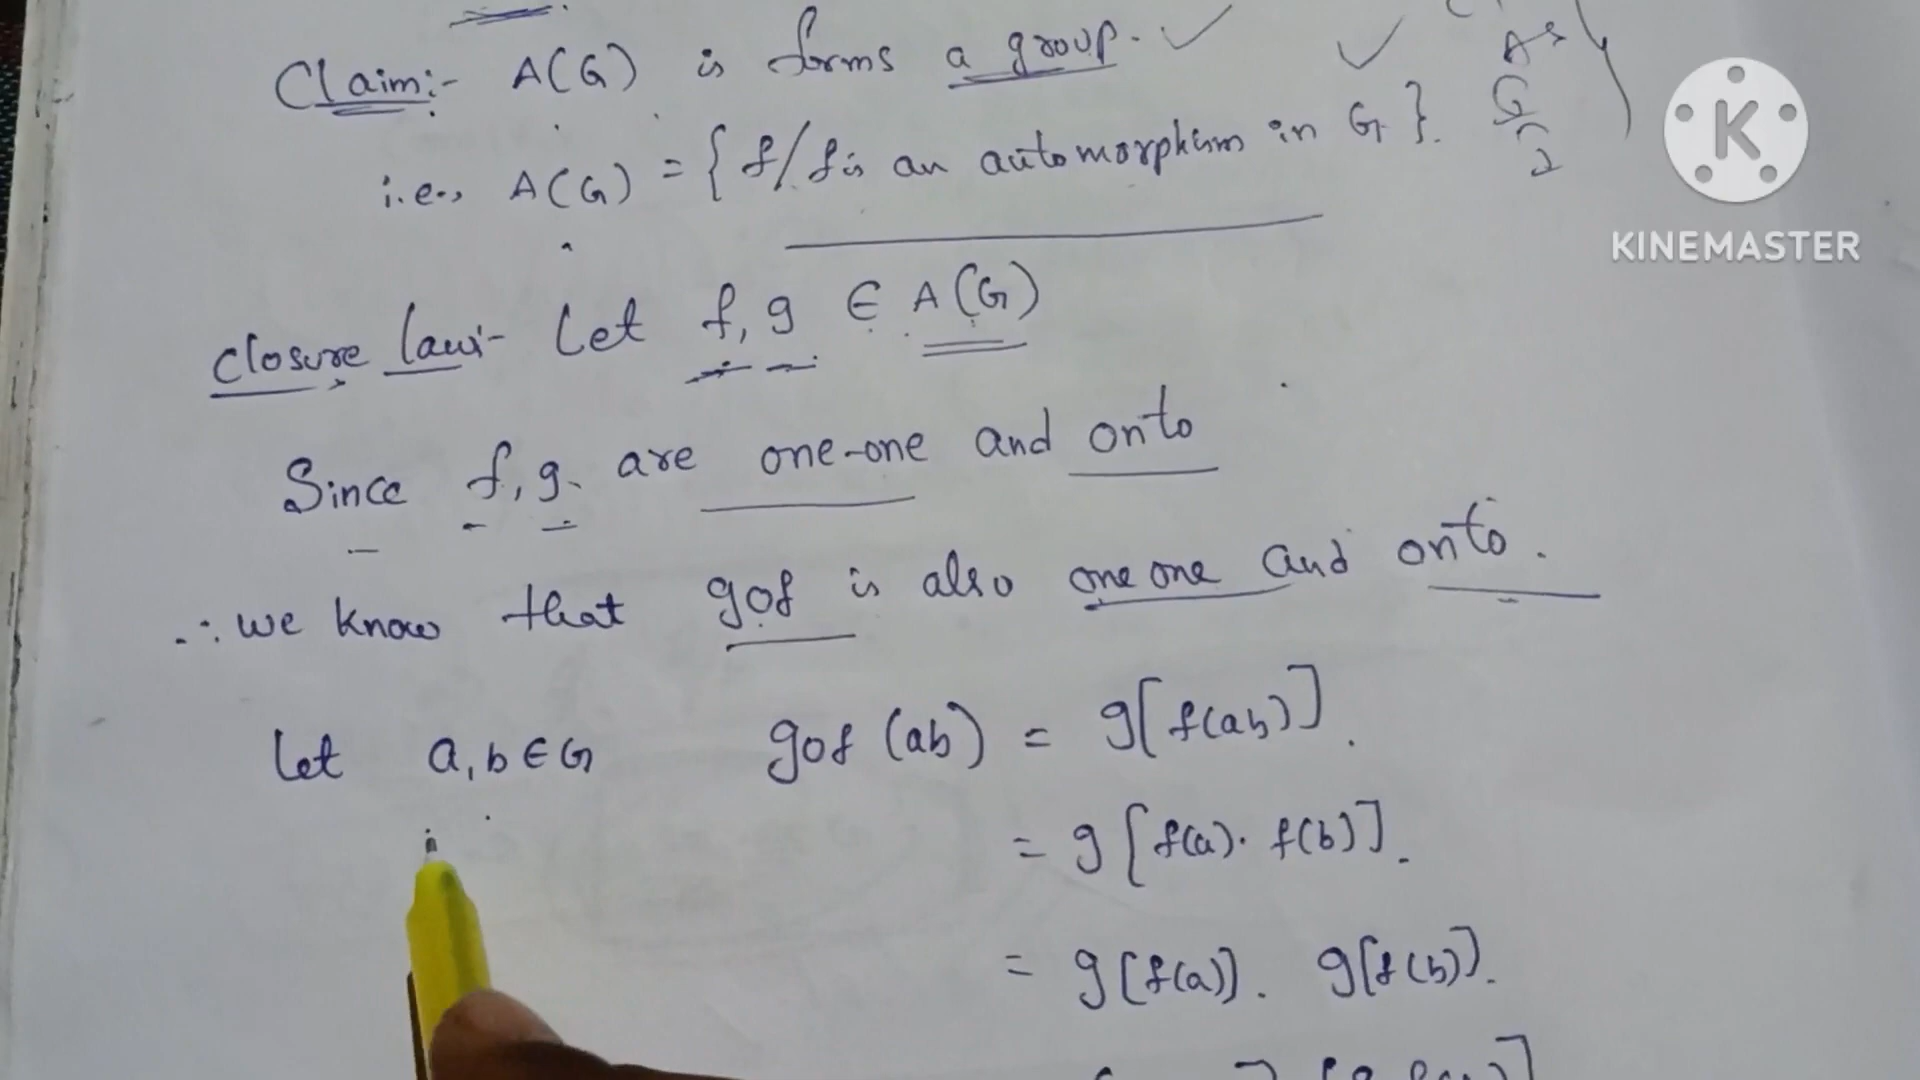 Claim:- A(G) is forms a group.
i.e., A(G) = { f/f is an automorphism in G }.
K
KINEMASTER
Closure law:- Let f, g ∈ A(G)
Since f, g are one-one and onto
∴ we know that gof is also one one and onto.
Let a, b ∈ G gof (ab) = g[f(ab)].
= g[f(a). f(b)].
= g[f(a)]. g[f(b)].